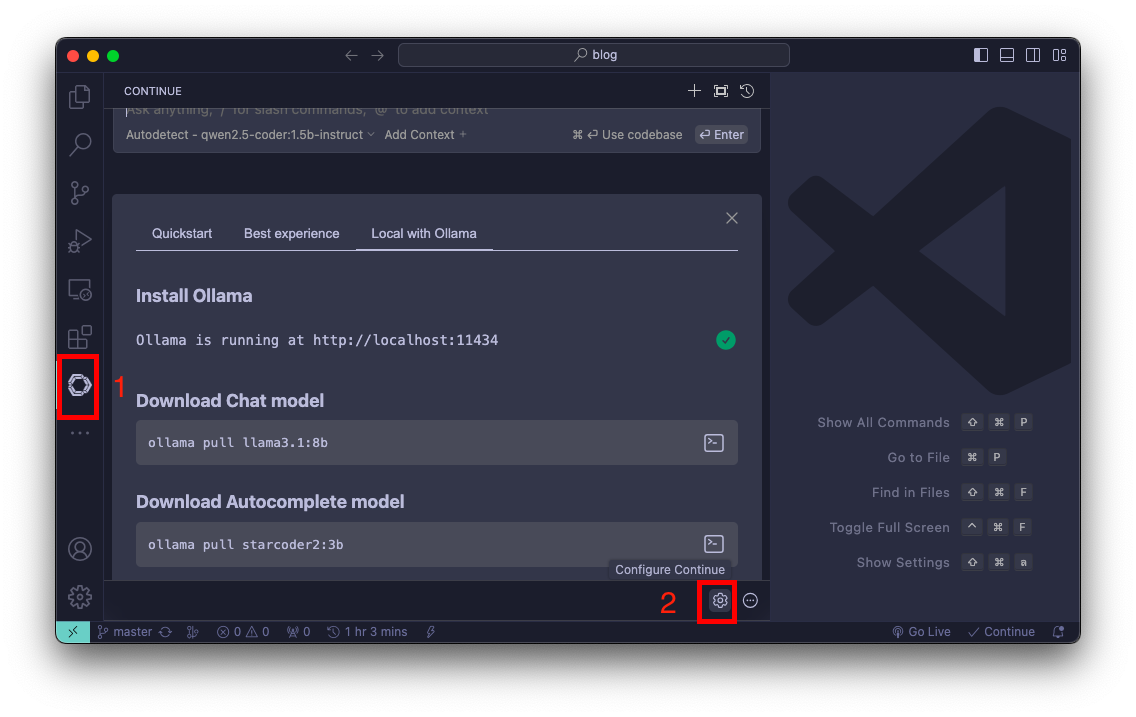 blog
CONTINUE
Ask anything, '/' for slash commands, '@' to add context
Autodetect - qwen2.5-coder:1.5b-instruct
Add Context +
⌘ ⏎ Use codebase
⏎ Enter
Quickstart
Best experience
Local with Ollama
Install Ollama
Ollama is running at http://localhost:11434
1
Download Chat model
ollama pull llama3.1:8b
Download Autocomplete model
ollama pull starcoder2:3b
Configure Continue
2
Show All Commands ⇧ ⌘ P
Go to File ⌘ P
Find in Files ⇧ ⌘ F
Toggle Full Screen ^ ⌘ F
Show Settings ⇧ ⌘ a
master
0
0
0
1 hr 3 mins
Go Live
Continue